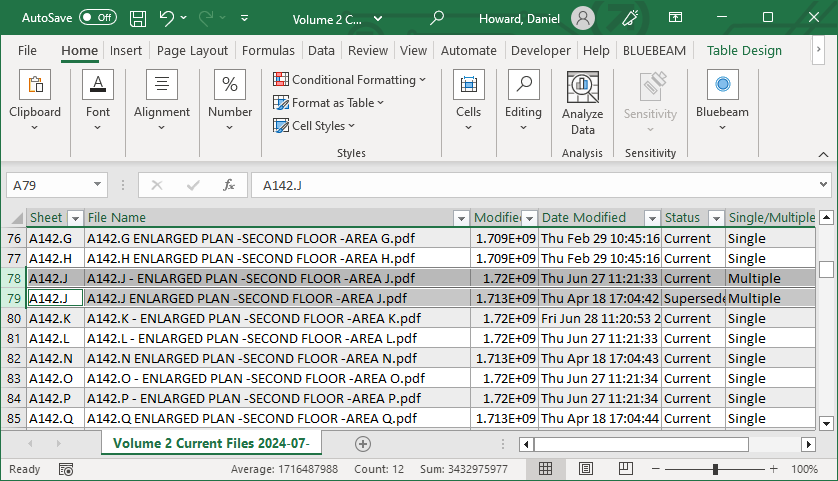 AutoSave Off Volume 2 C... Howard, Daniel
File Home Insert Page Layout Formulas Data Review View Automate Developer Help BLUEBEAM Table Design
Clipboard Font Alignment % Number Conditional Formatting Format as Table Cell Styles Cells Editing Analyze Data Sensitivity Bluebeam
Styles Analysis Sensitivity
A79 fx A142.J
Sheet File Name Modifie Date Modified Status Single/Multiple
76 A142.G A142.G ENLARGED PLAN -SECOND FLOOR -AREA G.pdf 1.709E+09 Thu Feb 29 10:45:16 Current Single
77 A142.H A142.H ENLARGED PLAN -SECOND FLOOR -AREA H.pdf 1.709E+09 Thu Feb 29 10:45:16 Current Single
78 A142.J A142.J - ENLARGED PLAN -SECOND FLOOR -AREA J.pdf 1.72E+09 Thu Jun 27 11:21:33 Current Multiple
79 A142.J A142.J ENLARGED PLAN -SECOND FLOOR -AREA J.pdf 1.713E+09 Thu Apr 18 17:04:42 Supersede Multiple
80 A142.K A142.K - ENLARGED PLAN -SECOND FLOOR -AREA K.pdf 1.72E+09 Fri Jun 28 11:20:53 2 Current Single
81 A142.L A142.L - ENLARGED PLAN -SECOND FLOOR -AREA L.pdf 1.72E+09 Thu Jun 27 11:21:33 Current Single
82 A142.N A142.N ENLARGED PLAN -SECOND FLOOR -AREA N.pdf 1.713E+09 Thu Apr 18 17:04:43 Current Single
83 A142.O A142.O - ENLARGED PLAN -SECOND FLOOR -AREA O.pdf 1.72E+09 Thu Jun 27 11:21:34 Current Single
84 A142.P A142.P - ENLARGED PLAN -SECOND FLOOR -AREA P.pdf 1.72E+09 Thu Jun 27 11:21:34 Current Single
85 A142.Q A142.Q ENLARGED PLAN -SECOND FLOOR -AREA Q.pdf 1.713E+09 Thu Apr 18 17:04:44 Current Single
Volume 2 Current Files 2024-07-
Ready Average: 1716487988 Count: 12 Sum: 3432975977 100%